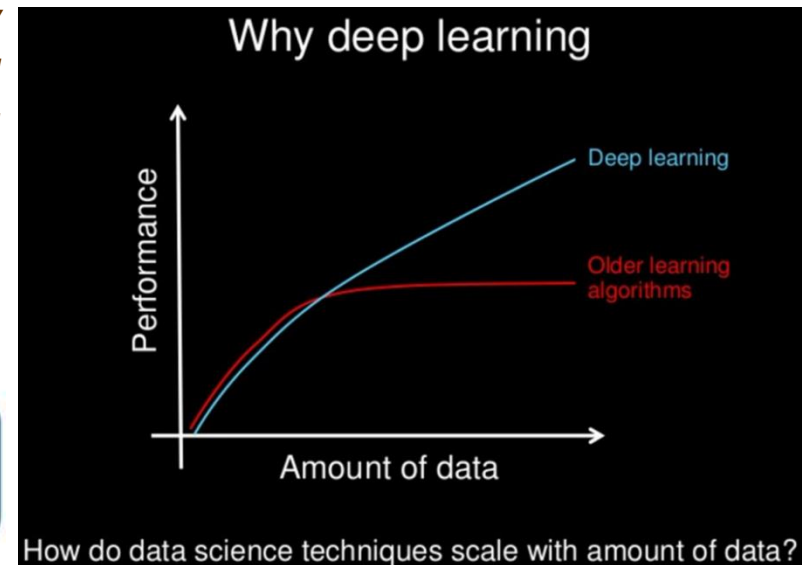 Why deep learning
Performance
Deep learning
Older learning
algorithms
Amount of data
How do data science techniques scale with amount of data?